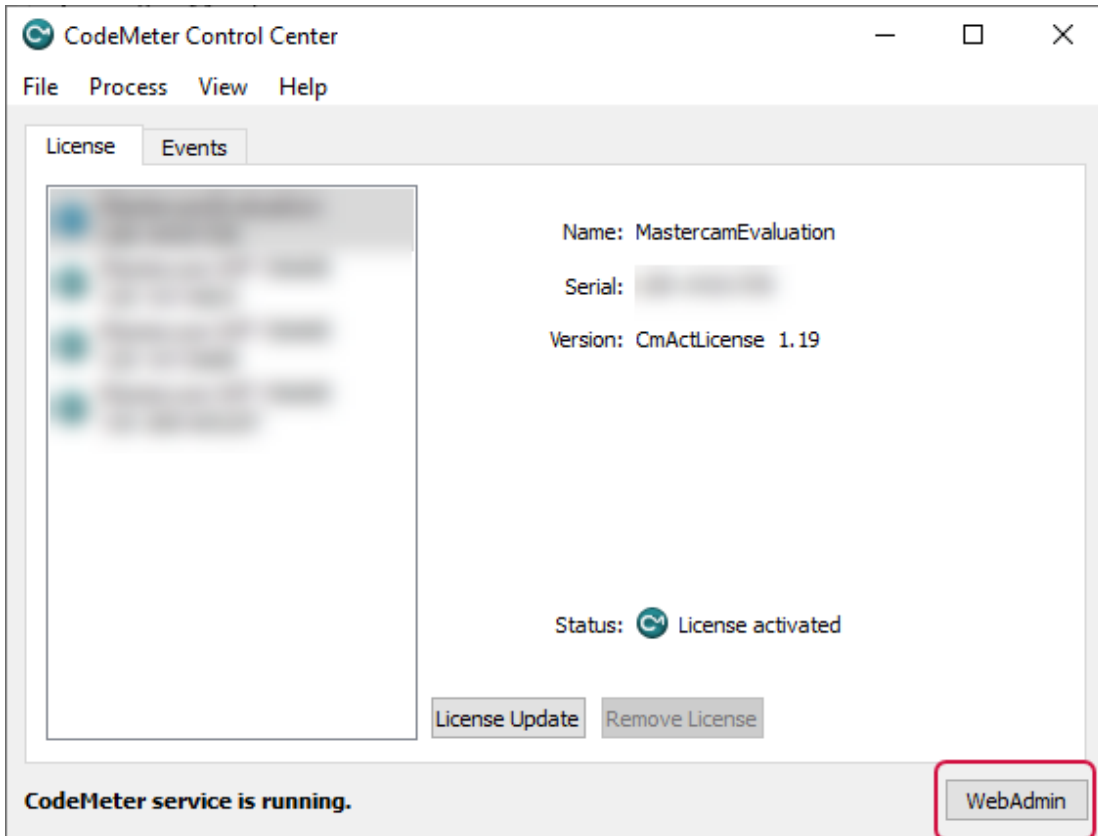 CodeMeter Control Center
File Process View Help
License Events
Name: MastercamEvaluation
Serial:
Version: CmActLicense 1.19
Status: License activated
License Update Remove License
CodeMeter service is running.
WebAdmin